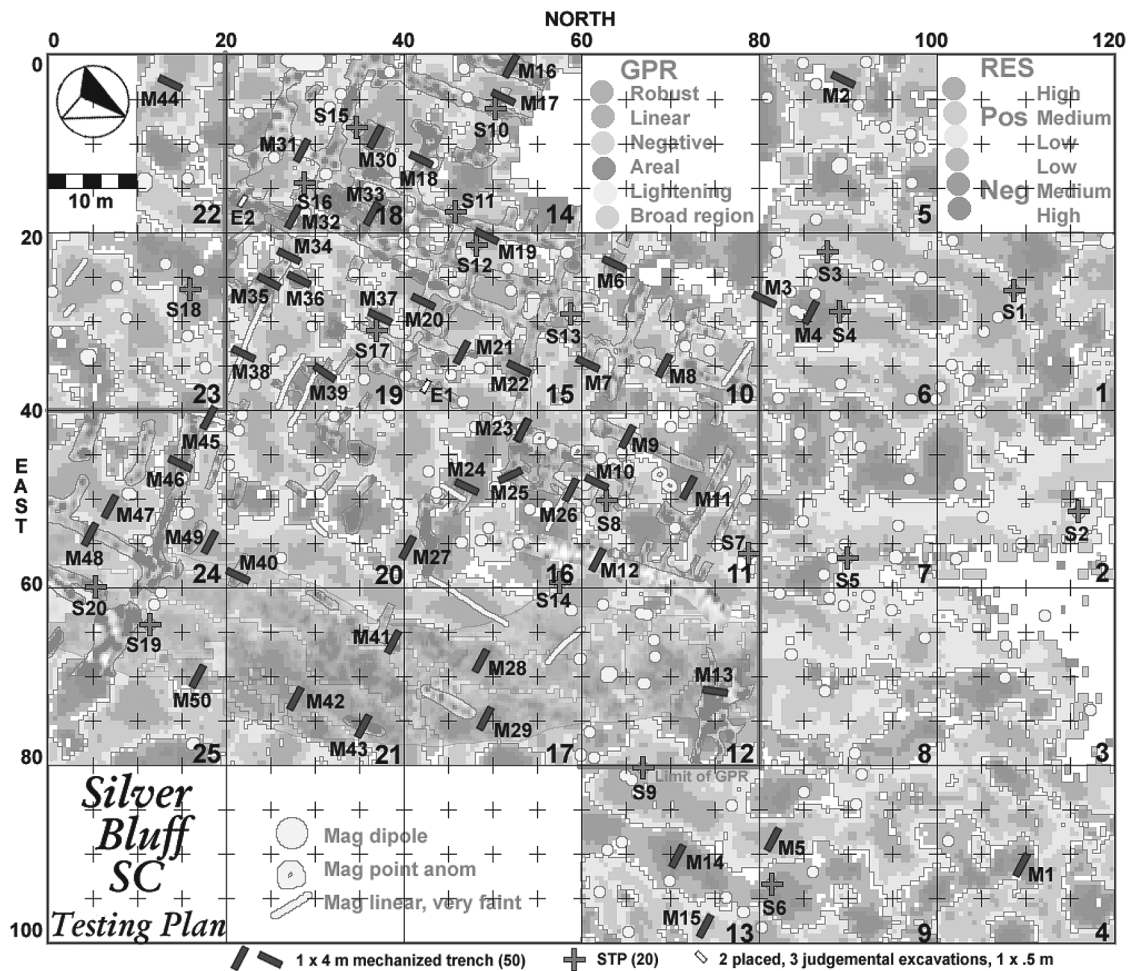 NORTH
0 20 40 60 80 100 120
0
M16
GPR
RES
M44
M17
Robust
M2
High
S15
S10
Linear
Pos Medium
M31
M30
Negative
Low
Areal
Low
M18
M33
Lightening
Neg Medium
10 m
S16
S11
Broad region
High
22
E2
M32
18
14
5
20
M34
M19
S12
S3
M6
M3
M35
M36
M37
S18
M20
S13
M4
S4
S1
S17
M21
M38
M22
M7
M8
M39
E1
23
19
15
10
6
1
40
M45
M23
M9
M46
M24
M10
EAST
M25
M11
M47
M26
S8
M48
M49
S2
M27
S7
M40
M12
S5
24
20
16
11
7
2
60
S20
S14
S19
M41
M28
M13
M50
M42
M43
M29
25
21
17
12
8
3
80
Limit of GPR
S9
Silver
Bluff
SC
Testing Plan
Mag dipole
M5
Mag point anom
M14
M1
Mag linear, very faint
S6
M15
100
13
9
4
1 x 4 m mechanized trench (50)
STP (20)
2 placed, 3 judgemental excavations, 1 x .5 m